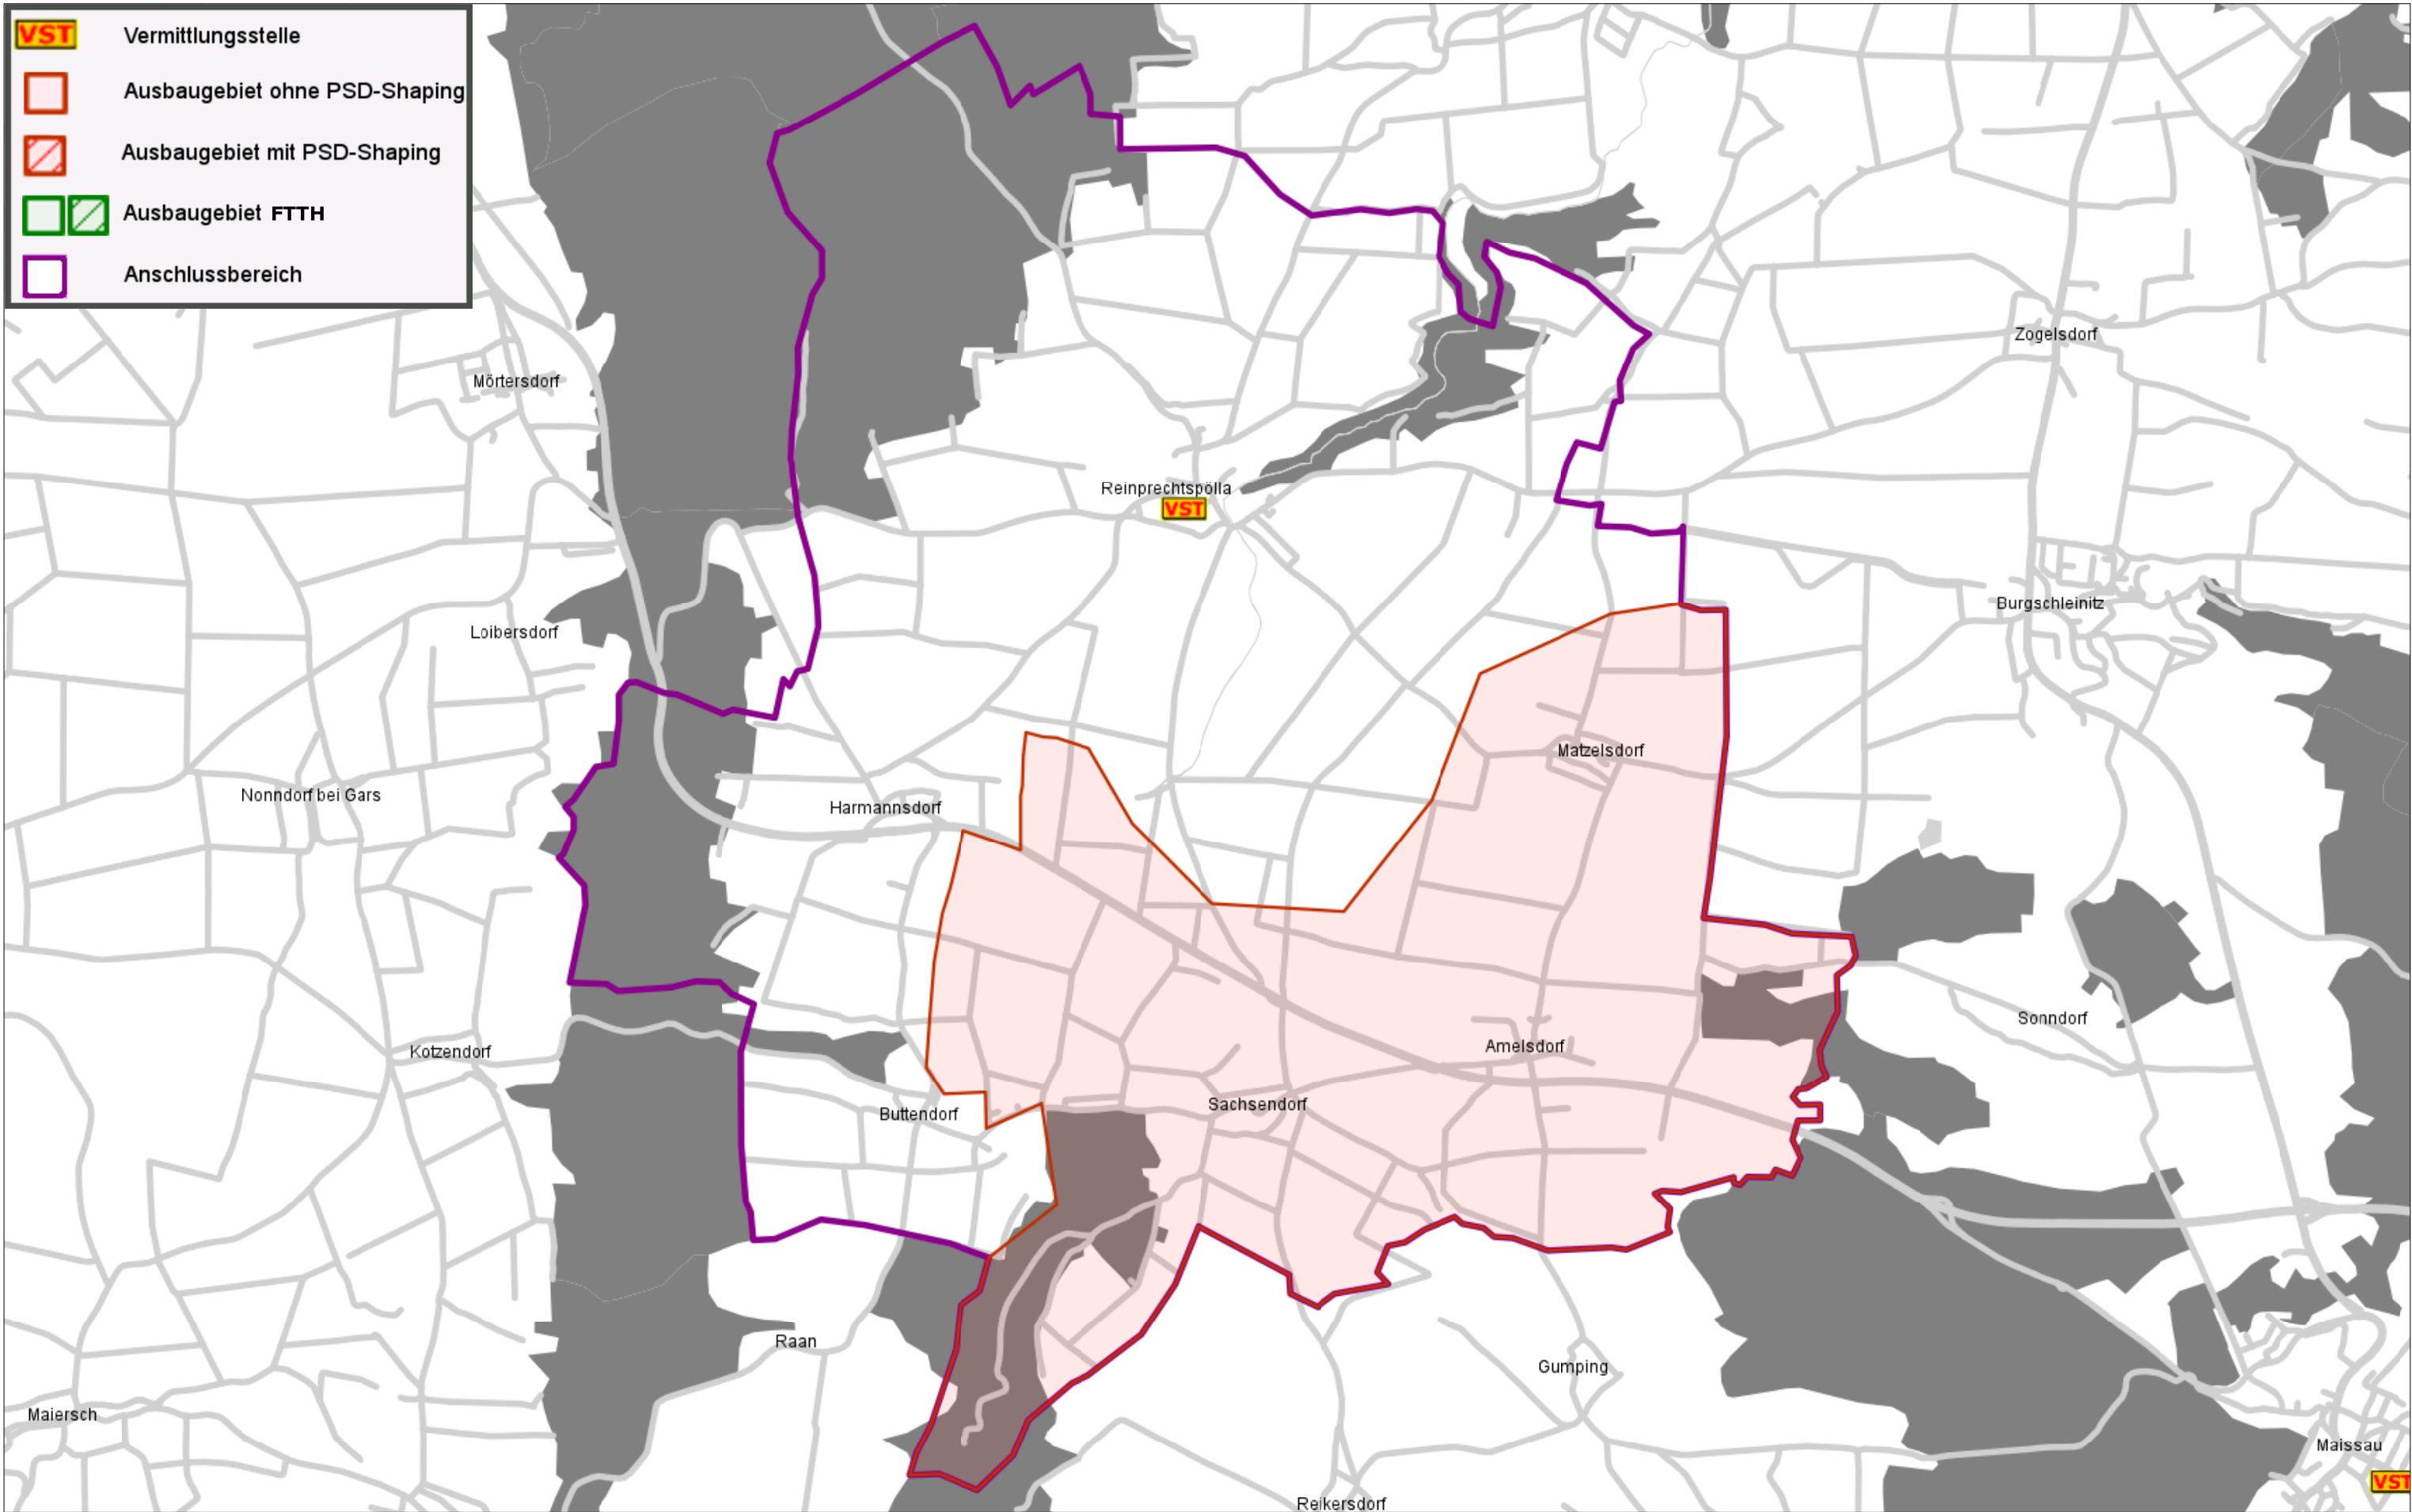 VST Vermittlungsstelle
Ausbaugebiet ohne PSD-Shaping
Ausbaugebiet mit PSD-Shaping
Ausbaugebiet FTTH
Anschlussbereich
Zogelsdorf
Mörtersdorf
Reinprechtspölla
VST
Burgschleinitz
Loibersdorf
Matzelsdorf
Nonndorf bei Gars
Harmannsdorf
Sonndorf
Amelsdorf
Kotzendorf
Sachsendorf
Buttendorf
Raan
Gumping
Maiersch
Maissau
VST
Reikersdorf